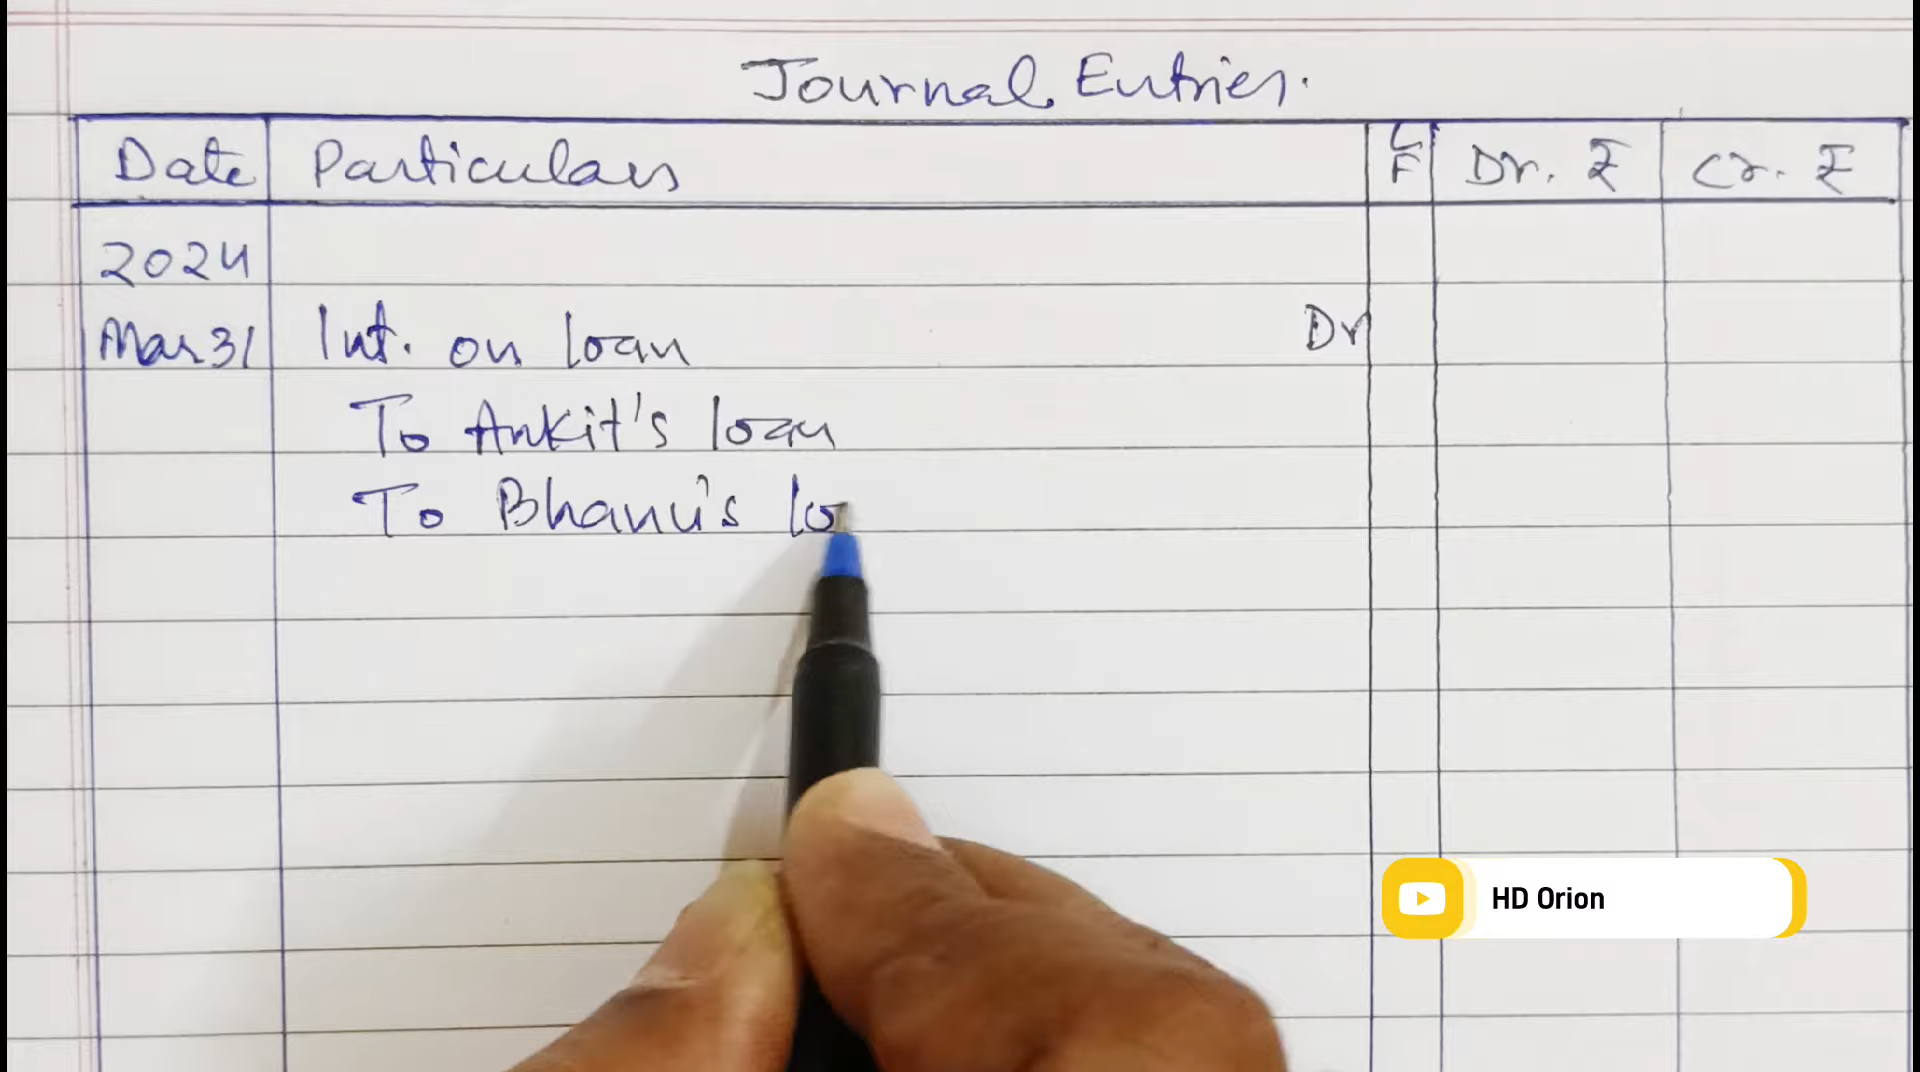 Journal Entries.
Date Particulars LF Dr. ₹ Cr. ₹
2024
Mar 31 Int. on loan Dr
To Ankit's loan
To Bhanu's lo
HD Orion